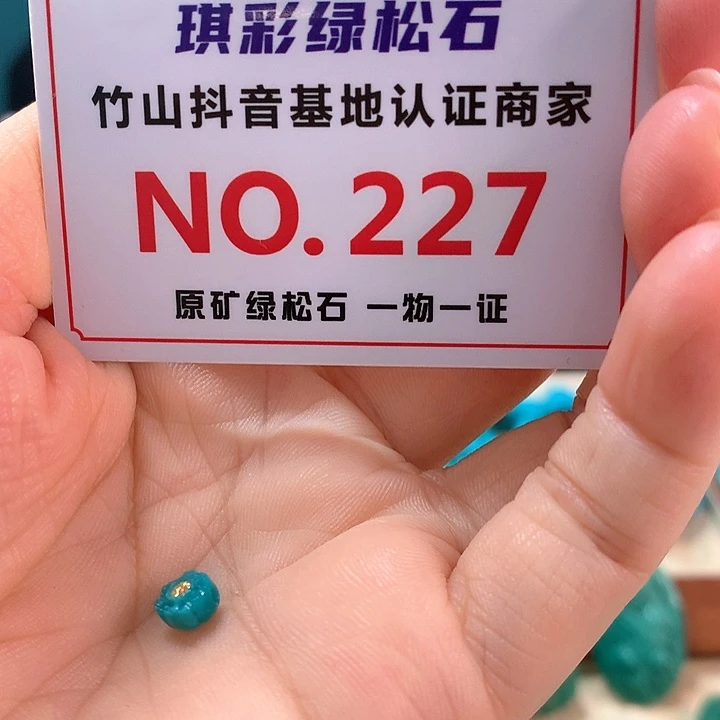 琪彩绿松石
竹山抖音基地认证商家
NO. 227
原矿绿松石 一物一证